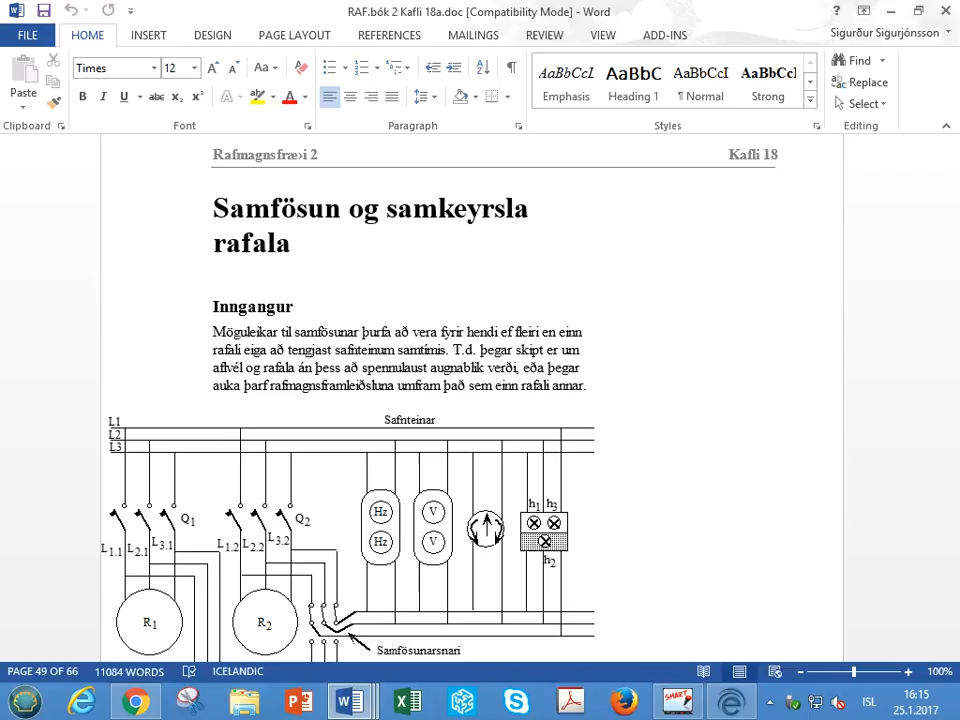 RAF.bók 2 Kafli 18a.doc [Compatibility Mode] - Word
FILE HOME INSERT DESIGN PAGE LAYOUT REFERENCES MAILINGS REVIEW VIEW ADD-INS Sigurður Sigurjónsson
Paste
Times 12
Aa
B I U abc x₂ x² A ab A
¶
AaBbCcI AaBbC AaBbCcI AaBbCcI
Emphasis Heading 1 ¶ Normal Strong
Find
Replace
Select
Clipboard Font Paragraph Styles Editing
Rafmagnsfræ›i 2 Kafli 18
Samfösun og samkeyrsla
rafala
Inngangur
Möguleikar til samfösunar þurfa að vera fyrir hendi ef fleiri en einn
rafali eiga að tengjast safnteinum samtímis. T.d. þegar skipt er um
aflvél og rafala án þess að spennulaust augnablik verði, eða þegar
auka þarf rafmagnsframleiðsluna umfram það sem einn rafali annar.
Safnteinar
L1
L2
L3
h1 h3
Q1 Q2
Hz V
Hz V
L1.1 L2.1 L3.1 L1.2 L2.2 L3.2
h2
R1 R2
Samfösunarsnari
PAGE 49 OF 66 11084 WORDS ICELANDIC 100%
SMART
ISL
16:15
25.1.2017